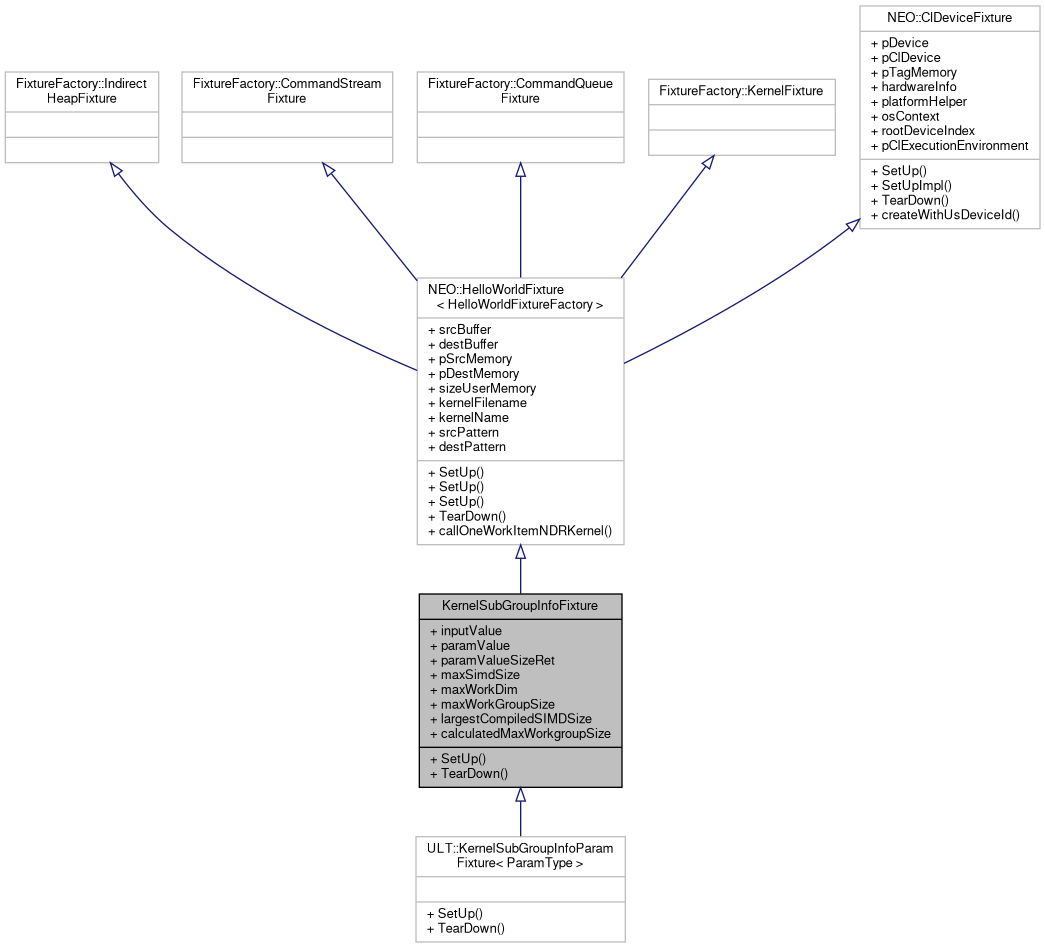 NEO::ClDeviceFixture
+ pDevice
+ pClDevice
+ pTagMemory
+ hardwareInfo
+ platformHelper
+ osContext
+ rootDeviceIndex
+ pClExecutionEnvironment
+ SetUp()
+ SetUpImpl()
+ TearDown()
+ createWithUsDeviceId()
FixtureFactory::Indirect
HeapFixture
FixtureFactory::CommandStream
Fixture
FixtureFactory::CommandQueue
Fixture
FixtureFactory::KernelFixture
NEO::HelloWorldFixture
< HelloWorldFixtureFactory >
+ srcBuffer
+ destBuffer
+ pSrcMemory
+ pDestMemory
+ sizeUserMemory
+ kernelFilename
+ kernelName
+ srcPattern
+ destPattern
+ SetUp()
+ SetUp()
+ SetUp()
+ TearDown()
+ callOneWorkItemNDRKernel()
KernelSubGroupInfoFixture
+ inputValue
+ paramValue
+ paramValueSizeRet
+ maxSimdSize
+ maxWorkDim
+ maxWorkGroupSize
+ largestCompiledSIMDSize
+ calculatedMaxWorkgroupSize
+ SetUp()
+ TearDown()
ULT::KernelSubGroupInfoParam
Fixture< ParamType >
+ SetUp()
+ TearDown()